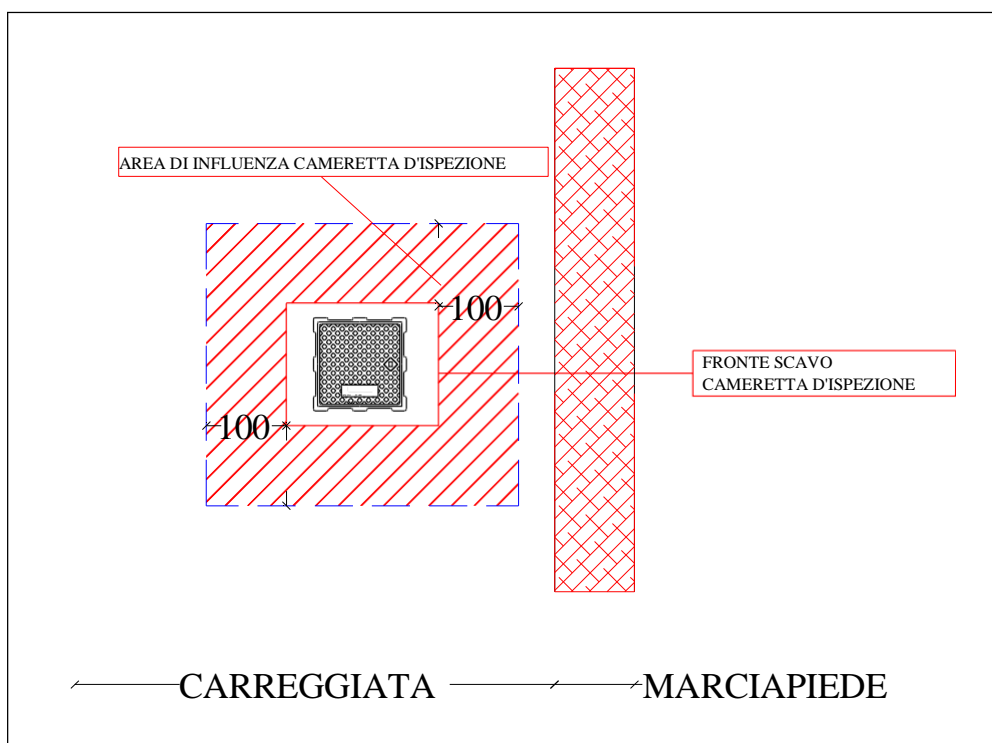 AREA DI INFLUENZA CAMERETTA D'ISPEZIONE
100
FRONTE SCAVO
CAMERETTA D'ISPEZIONE
100
CARREGGIATA
MARCIAPIEDE